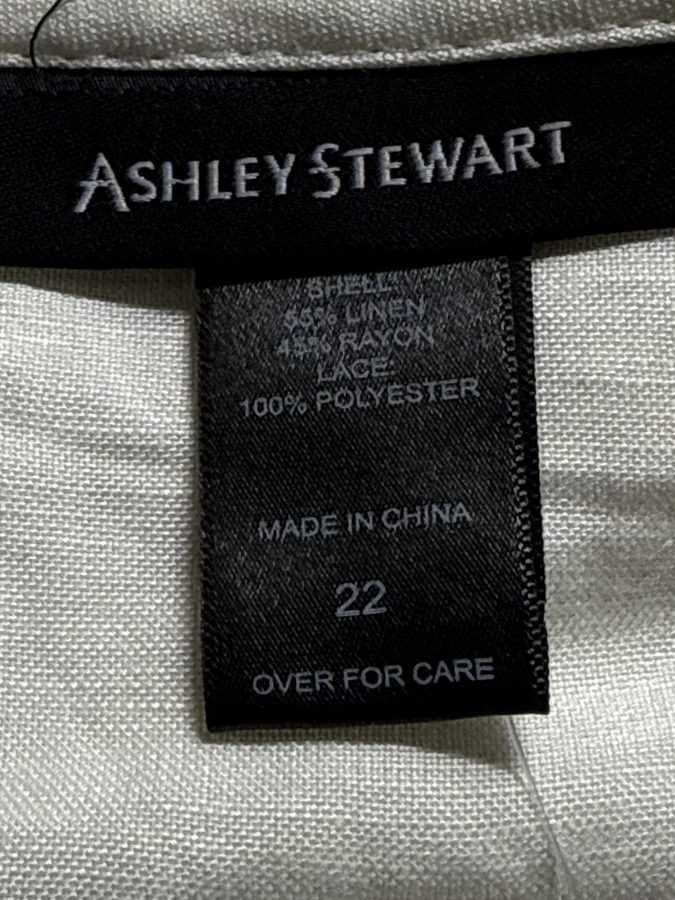 ASHLEY STEWART
SHELL:
55% LINEN
45% RAYON
LACE:
100% POLYESTER
MADE IN CHINA
22
OVER FOR CARE